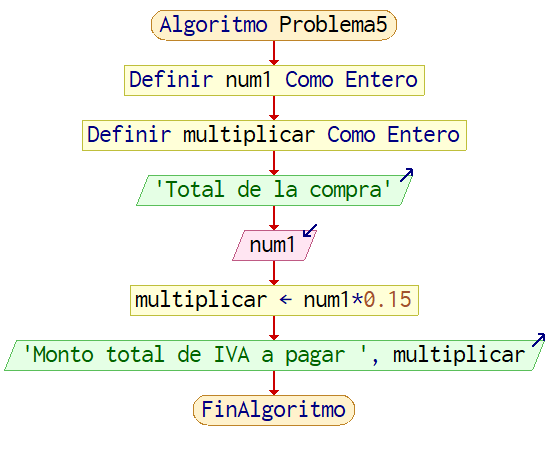 Algoritmo Problema5
Definir num1 Como Entero
Definir multiplicar Como Entero
'Total de la compra'
num1
multiplicar ← num1*0.15
'Monto total de IVA a pagar ', multiplicar
FinAlgoritmo